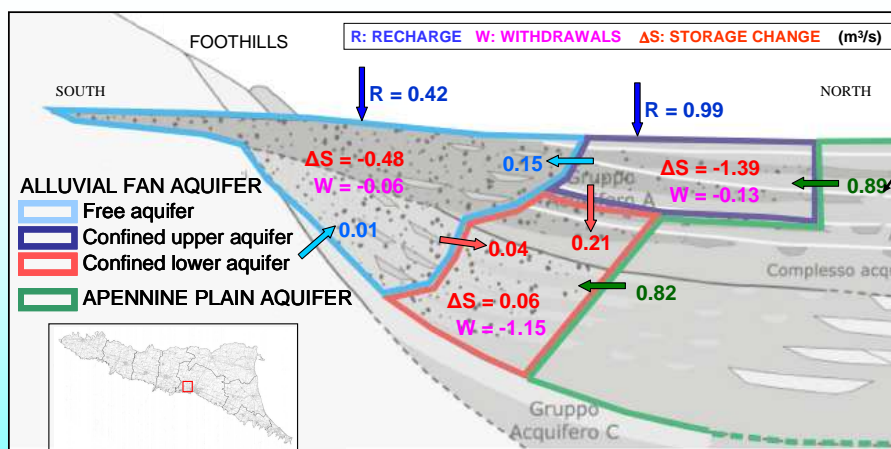 FOOTHILLS
R: RECHARGE W: WITHDRAWALS ΔS: STORAGE CHANGE (m³/s)
SOUTH
R = 0.42
R = 0.99
NORTH
ΔS = -0.48
W = -0.06
0.15
ΔS = -1.39
W = -0.13
0.89
Gruppo
A
ALLUVIAL FAN AQUIFER
Free aquifer
Confined upper aquifer
Confined lower aquifer
APENNINE PLAIN AQUIFER
0.01
0.04
0.21
Complesso acqu
ΔS = 0.06
W = -1.15
0.82
Gruppo
Acquifero C